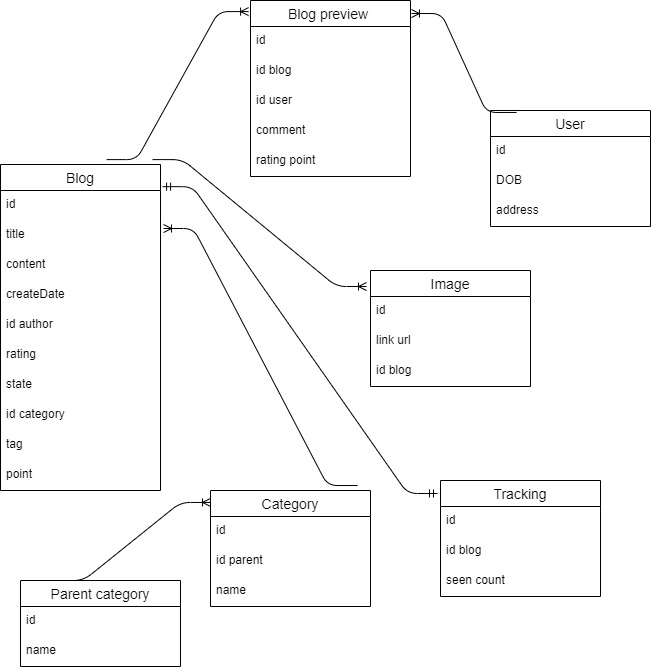 Blog preview
id
id blog
id user
comment
rating point
User
id
DOB
address
Blog
id
title
content
createDate
id author
rating
state
id category
tag
point
Image
id
link url
id blog
Category
id
id parent
name
Tracking
id
id blog
seen count
Parent category
id
name